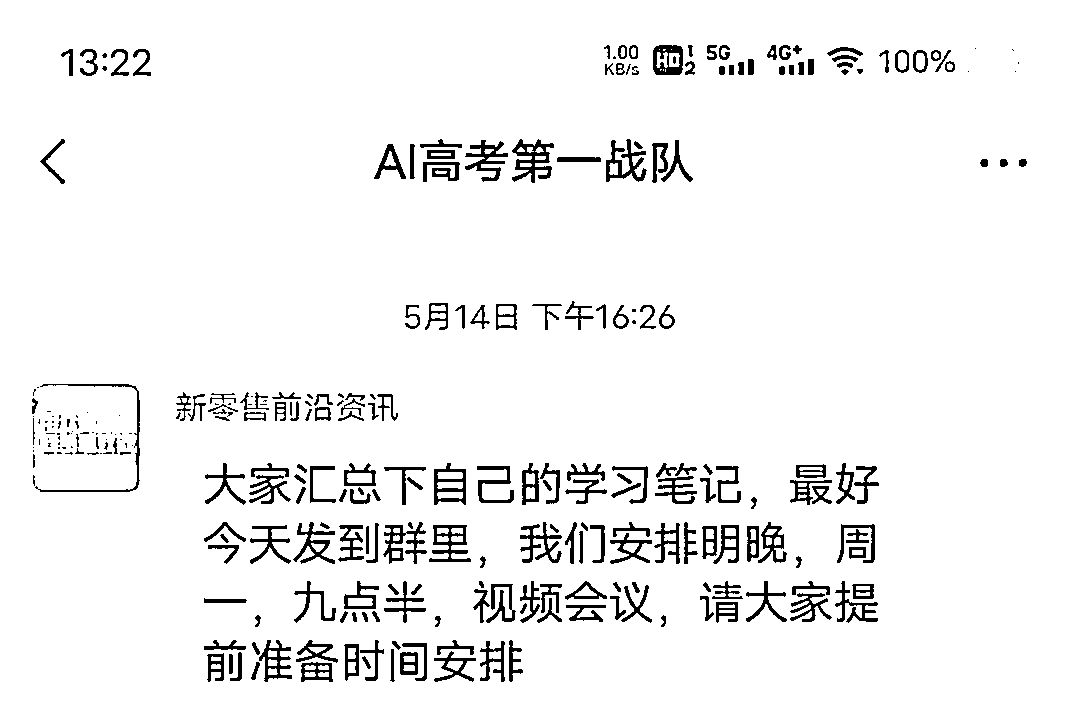 13:22 1.00 KB/s HD 1 2 5G 4G+ 100%
AI高考第一战队
5月14日 下午16:26
新零售前沿资讯
大家汇总下自己的学习笔记，最好
今天发到群里，我们安排明晚，周
一，九点半，视频会议，请大家提
前准备时间安排